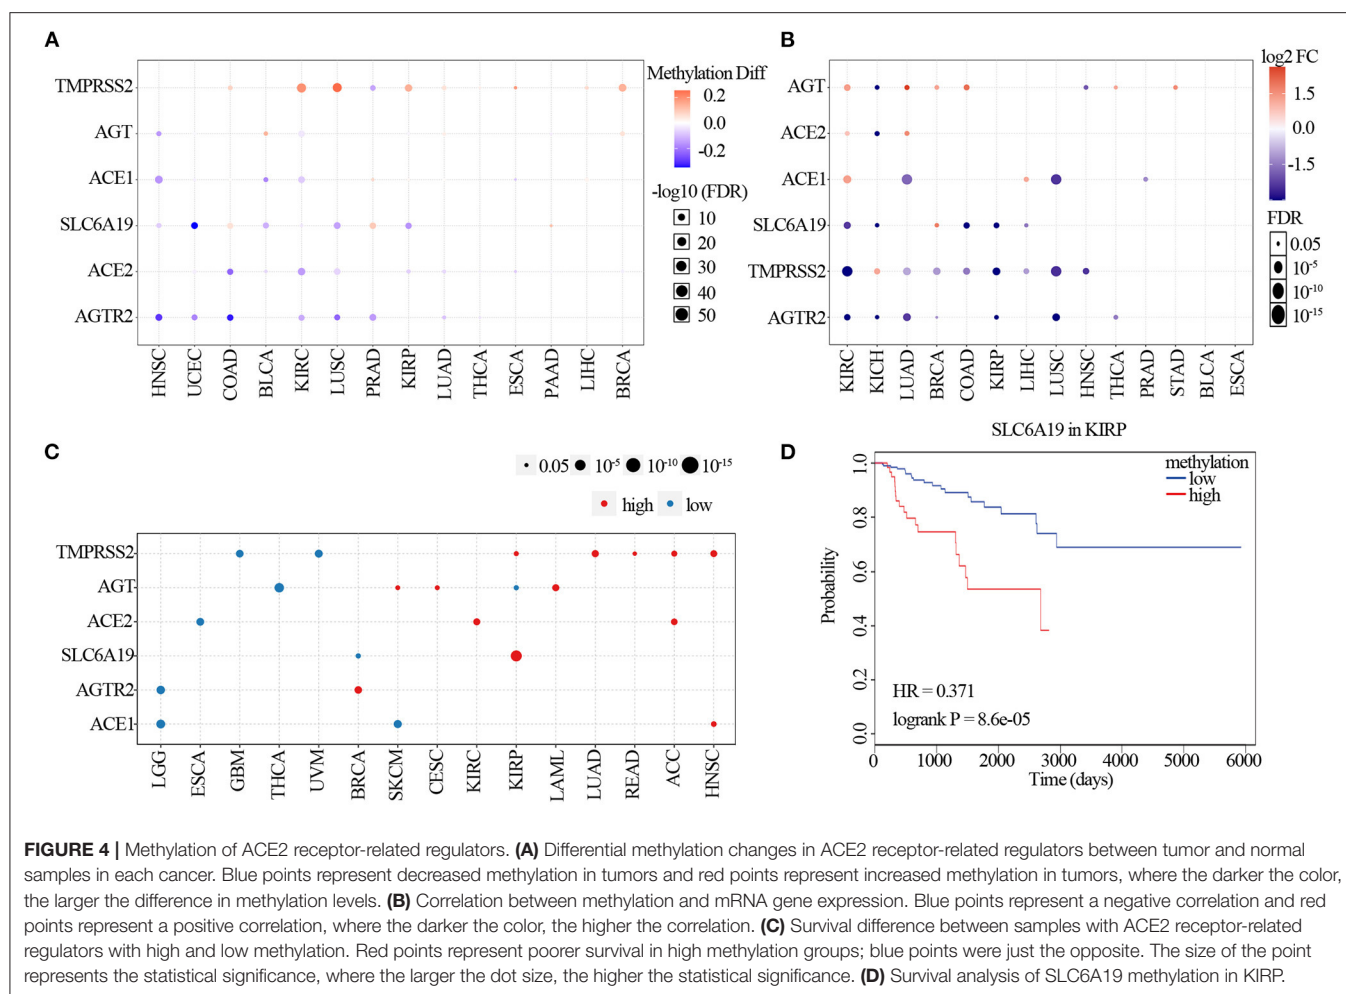 A
Methylation Diff
0.2
0.0
-0.2
-log10 (FDR)
10
20
30
40
50
TMPRSS2
AGT
ACE1
SLC6A19
ACE2
AGTR2
HNSC
UCEC
COAD
BLCA
KIRC
LUSC
PRAD
KIRP
LUAD
THCA
ESCA
PAAD
LIHC
BRCA
B
log2 FC
1.5
0.0
-1.5
FDR
0.05
10-5
10-10
10-15
AGT
ACE2
ACE1
SLC6A19
TMPRSS2
AGTR2
KIRC
KICH
LUAD
BRCA
COAD
KIRP
LIHC
LUSC
HNSC
THCA
PRAD
STAD
BLCA
ESCA
C
0.05 10-5 10-10 10-15
high low
TMPRSS2
AGT
ACE2
SLC6A19
AGTR2
ACE1
LGG
ESCA
GBM
THCA
UVM
BRCA
SKCM
CESC
KIRC
KIRP
LAML
LUAD
READ
ACC
HNSC
D
SLC6A19 in KIRP
methylation
low
high
Probability
1.0
0.8
0.6
0.4
0.2
0.0
HR = 0.371
logrank P = 8.6e-05
0 1000 2000 3000 4000 5000 6000
Time (days)
FIGURE 4 | Methylation of ACE2 receptor-related regulators. (A) Differential methylation changes in ACE2 receptor-related regulators between tumor and normal
samples in each cancer. Blue points represent decreased methylation in tumors and red points represent increased methylation in tumors, where the darker the color,
the larger the difference in methylation levels. (B) Correlation between methylation and mRNA gene expression. Blue points represent a negative correlation and red
points represent a positive correlation, where the darker the color, the higher the correlation. (C) Survival difference between samples with ACE2 receptor-related
regulators with high and low methylation. Red points represent poorer survival in high methylation groups; blue points were just the opposite. The size of the point
represents the statistical significance, where the larger the dot size, the higher the statistical significance. (D) Survival analysis of SLC6A19 methylation in KIRP.